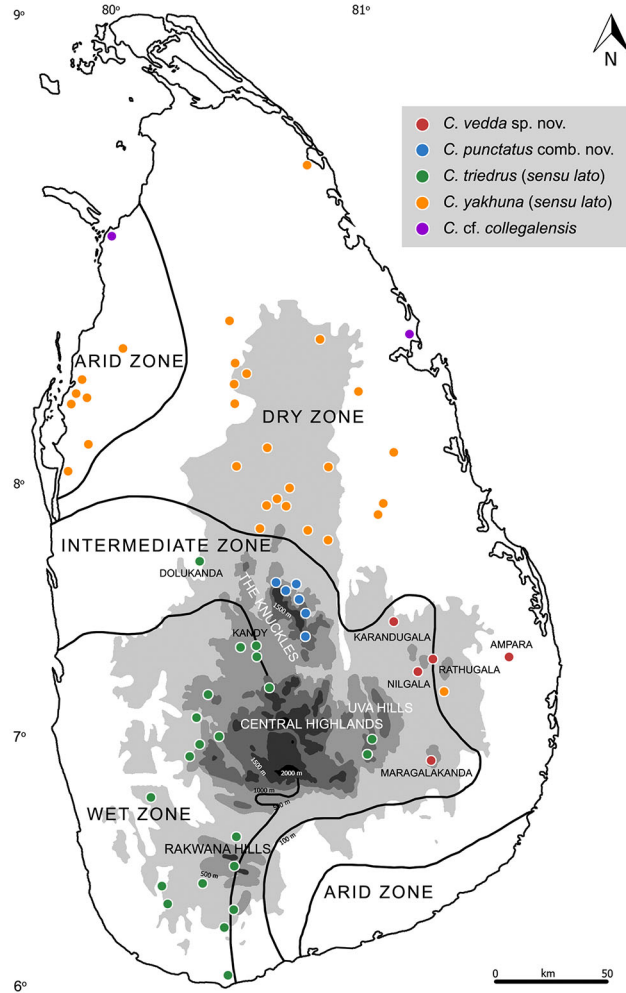 9°
80°
81°
N
C. vedda sp. nov.
C. punctatus comb. nov.
C. triedrus (sensu lato)
C. yakhuna (sensu lato)
C. cf. collegalensis
ARID ZONE
DRY ZONE
8°
INTERMEDIATE ZONE
DOLUKANDA
THE KNUCKLES
1500 m
KANDY
KARANDUGALA
AMPARA
RATHUGALA
NILGALA
UVA HILLS
CENTRAL HIGHLANDS
7°
1500 m
2000 m
1000 m
500 m
MARAGALAKANDA
WET ZONE
100 m
RAKWANA HILLS
500 m
ARID ZONE
6°
0 km 50